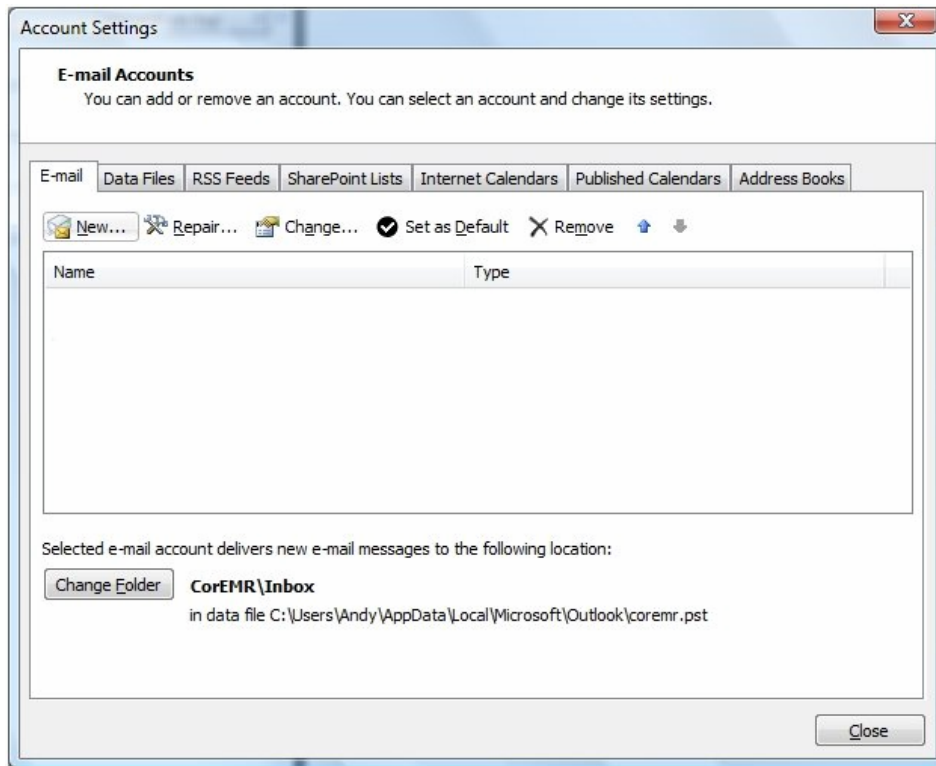 Account Settings
E-mail Accounts
You can add or remove an account. You can select an account and change its settings.
E-mail Data Files RSS Feeds SharePoint Lists Internet Calendars Published Calendars Address Books
New... Repair... Change... Set as Default Remove
Name Type
Selected e-mail account delivers new e-mail messages to the following location:
Change Folder CorEMR\Inbox
in data file C:\Users\Andy\AppData\Local\Microsoft\Outlook\coremr.pst
Close